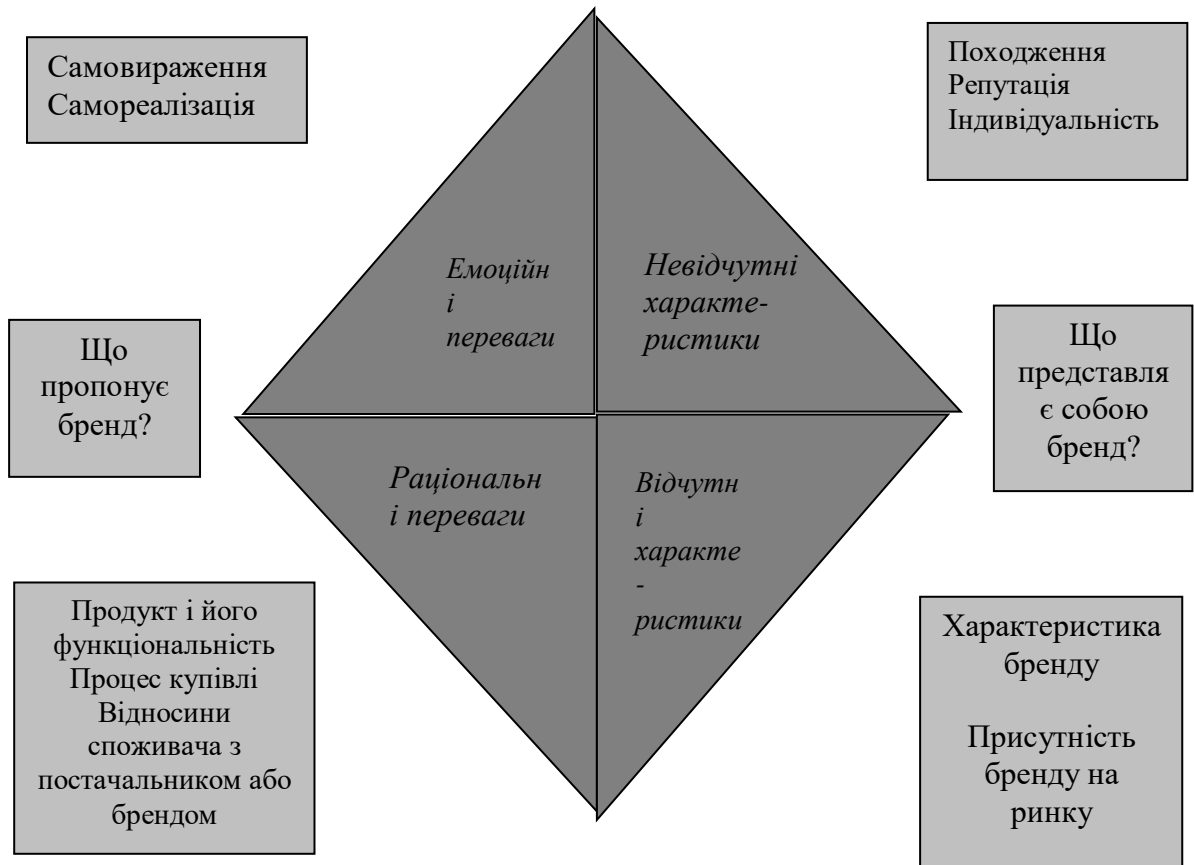 Самовираження
Самореалізація
Походження
Репутація
Індивідуальність
Емоційн
і
переваги
Невідчутні
характе-
ристики
Що
пропонує
бренд?
Що
представля
є собою
бренд?
Раціональн
і переваги
Відчутн
і
характе
-
ристики
Продукт і його
функціональність
Процес купівлі
Відносини
споживача з
постачальником або
брендом
Характеристика
бренду
Присутність
бренду на
ринку